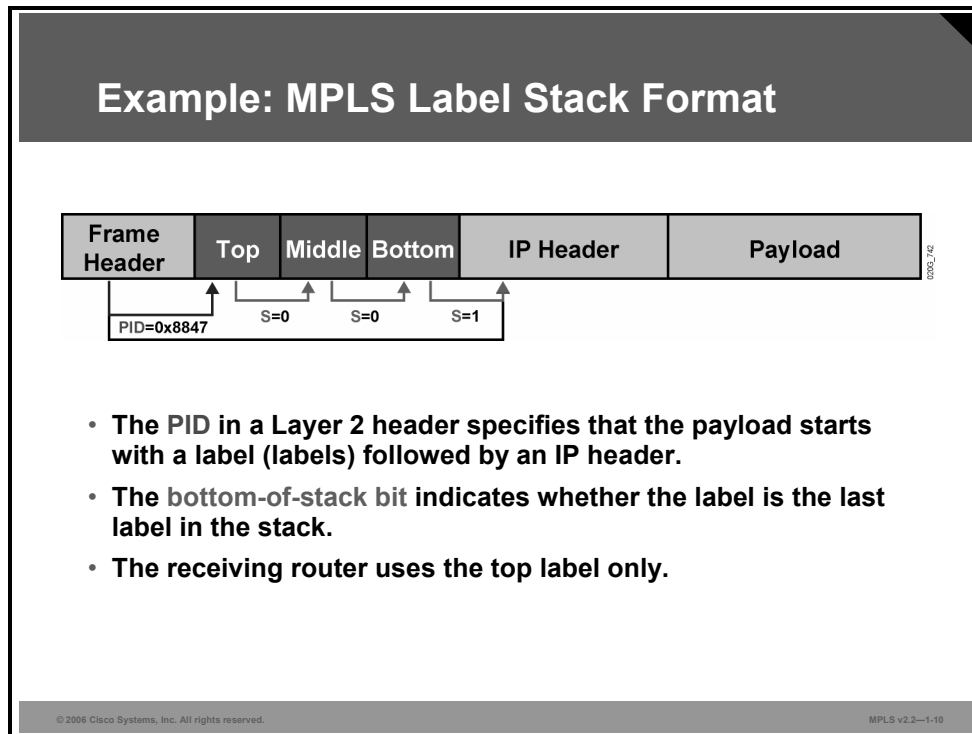 Example: MPLS Label Stack Format
Frame
Header
Top
Middle
Bottom
IP Header
Payload
020G_742
PID=0x8847
S=0
S=0
S=1
• The PID in a Layer 2 header specifies that the payload starts
with a label (labels) followed by an IP header.
• The bottom-of-stack bit indicates whether the label is the last
label in the stack.
• The receiving router uses the top label only.
© 2006 Cisco Systems, Inc. All rights reserved.
MPLS v2.2—1-10